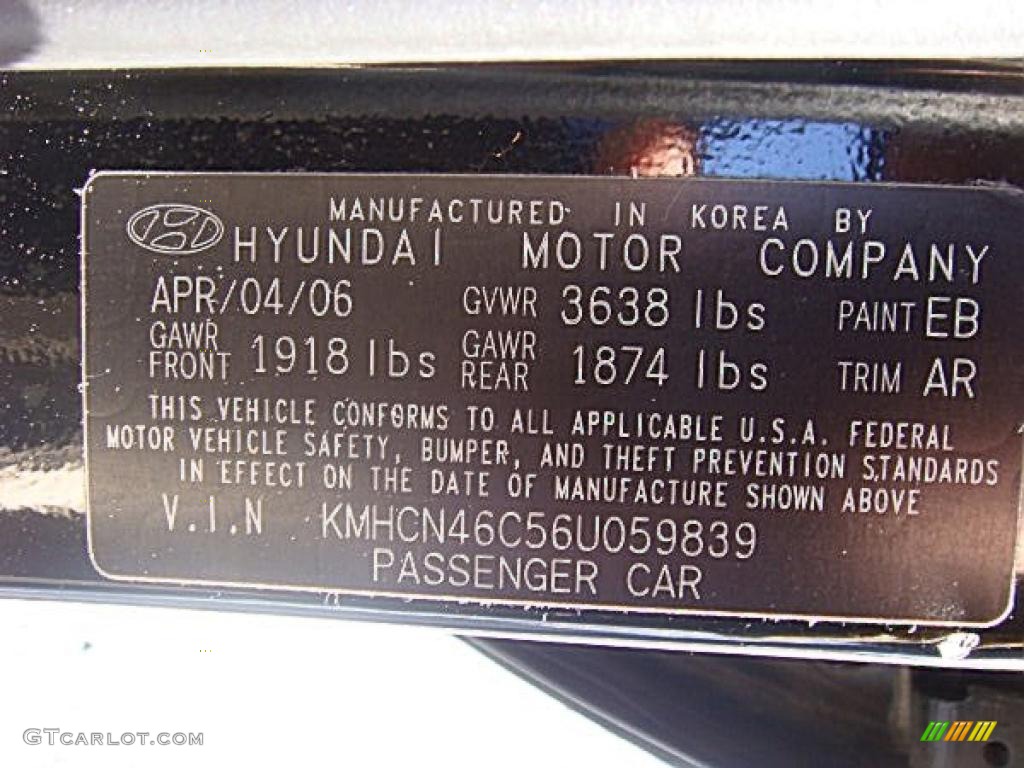 MANUFACTURED IN KOREA BY
HYUNDAI MOTOR COMPANY
APR/04/06 GVWR 3638 lbs PAINT EB
GAWR FRONT 1918 lbs GAWR REAR 1874 lbs TRIM AR
THIS VEHICLE CONFORMS TO ALL APPLICABLE U.S.A. FEDERAL
MOTOR VEHICLE SAFETY, BUMPER, AND THEFT PREVENTION STANDARDS
IN EFFECT ON THE DATE OF MANUFACTURE SHOWN ABOVE
V.I.N KMHCN46C56U059839
PASSENGER CAR
GTCARLOT.COM